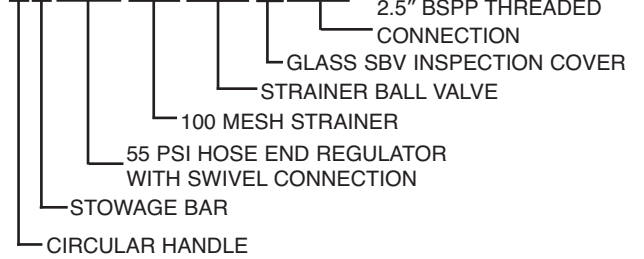 2.5″ BSPP THREADED
CONNECTION
GLASS SBV INSPECTION COVER
STRAINER BALL VALVE
100 MESH STRAINER
55 PSI HOSE END REGULATOR
WITH SWIVEL CONNECTION
STOWAGE BAR
CIRCULAR HANDLE